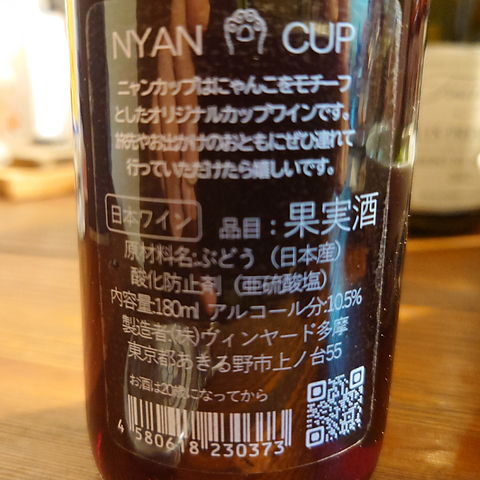 NYAN CUP
ニャンカップはにゃんこをモチーフ
としたオリジナルカップワインです。
旅先やお出かけのおともにぜひ連れて
行っていただけたら嬉しいです。
日本ワイン 品目:果実酒
原材料名:ぶどう(日本産)
酸化防止剤(亜硫酸塩)
内容量:180ml アルコール分:10.5%
製造者:(株)ヴィンヤード多摩
東京都あきる野市上ノ台55
お酒は20歳になってから
4 580618 230373